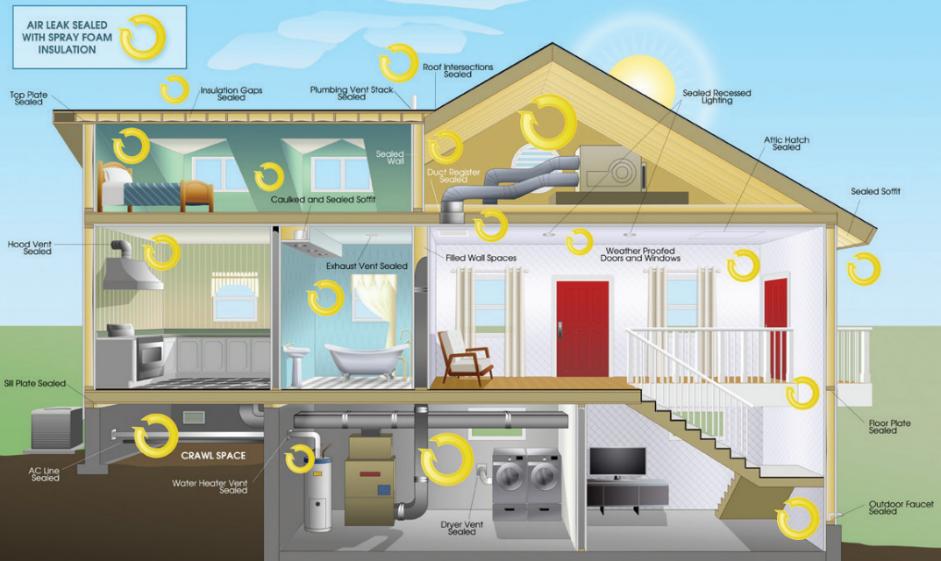 AIR LEAK SEALED
WITH SPRAY FOAM
INSULATION
Roof Intersections
Sealed
Top Plate
Sealed
Insulation Gaps
Sealed
Plumbing Vent Stack
Sealed
Sealed Recessed
Lighting
Attic Hatch
Sealed
Sealed
Wall
Duct Register
Sealed
Sealed Soffit
Caulked and Sealed Soffit
Hood Vent
Sealed
Exhaust Vent Sealed
Filled Wall Spaces
Weather Proofed
Doors and Windows
Sill Plate Sealed
Floor Plate
Sealed
CRAWL SPACE
AC Line
Sealed
Water Heater Vent
Sealed
Dryer Vent
Sealed
Outdoor Faucet
Sealed